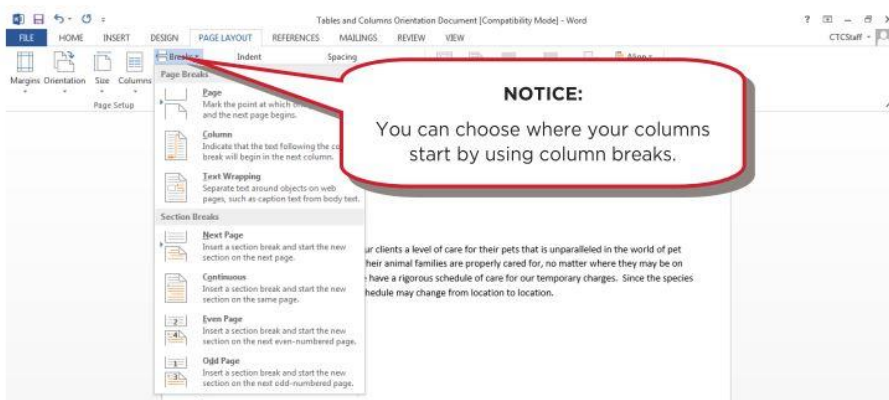 Tables and Columns Orientation Document [Compatibility Mode] - Word
FILE HOME INSERT DESIGN PAGE LAYOUT REFERENCES MAILINGS REVIEW VIEW
CTCStaff
Breaks Indent Spacing Align
Margins Orientation Size Columns
Page Setup
Page Breaks
Page
Mark the point at which
and the next page begins.
Column
Indicate that the text following the
break will begin in the next column.
Text Wrapping
Separate text around objects on web
pages, such as caption text from body text.
Section Breaks
Next Page
Insert a section break and start the new
section on the next page.
Continuous
Insert a section break and start the new
section on the same page.
Even Page
Insert a section break and start the new
section on the next even-numbered page.
Odd Page
Insert a section break and start the new
section on the next odd-numbered page.
NOTICE:
You can choose where your columns
start by using column breaks.
clients a level of care for their pets that is unparalleled in the world of pet
heir animal families are properly cared for, no matter where they may be on
have a rigorous schedule of care for our temporary charges. Since the species
hedule may change from location to location.